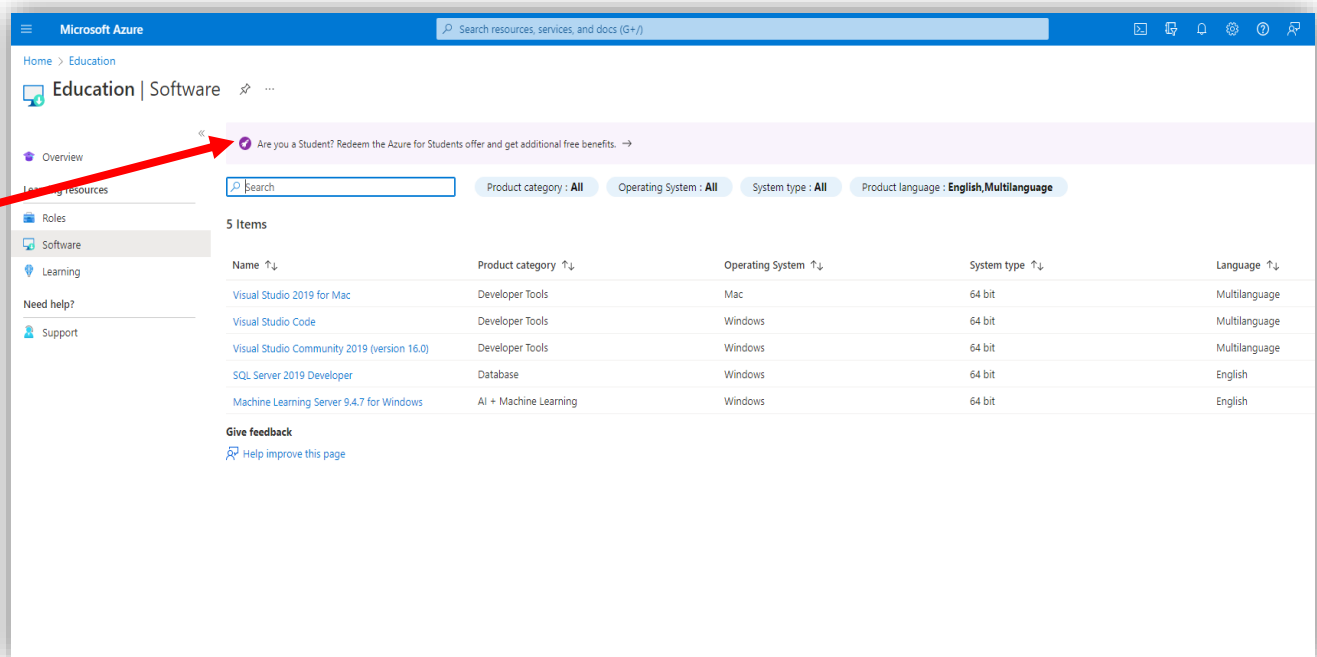 Microsoft Azure
Search resources, services, and docs (G+/)
Home > Education
Education | Software
Overview
Learning resources
Roles
Software
Learning
Need help?
Support
Are you a Student? Redeem the Azure for Students offer and get additional free benefits. →
Search
Product category : All Operating System : All System type : All Product language : English,Multilanguage
5 Items
Name ↑↓ Product category ↑↓ Operating System ↑↓ System type ↑↓ Language ↑↓
Visual Studio 2019 for Mac Developer Tools Mac 64 bit Multilanguage
Visual Studio Code Developer Tools Windows 64 bit Multilanguage
Visual Studio Community 2019 (version 16.0) Developer Tools Windows 64 bit Multilanguage
SQL Server 2019 Developer Database Windows 64 bit English
Machine Learning Server 9.4.7 for Windows AI + Machine Learning Windows 64 bit English
Give feedback
Help improve this page